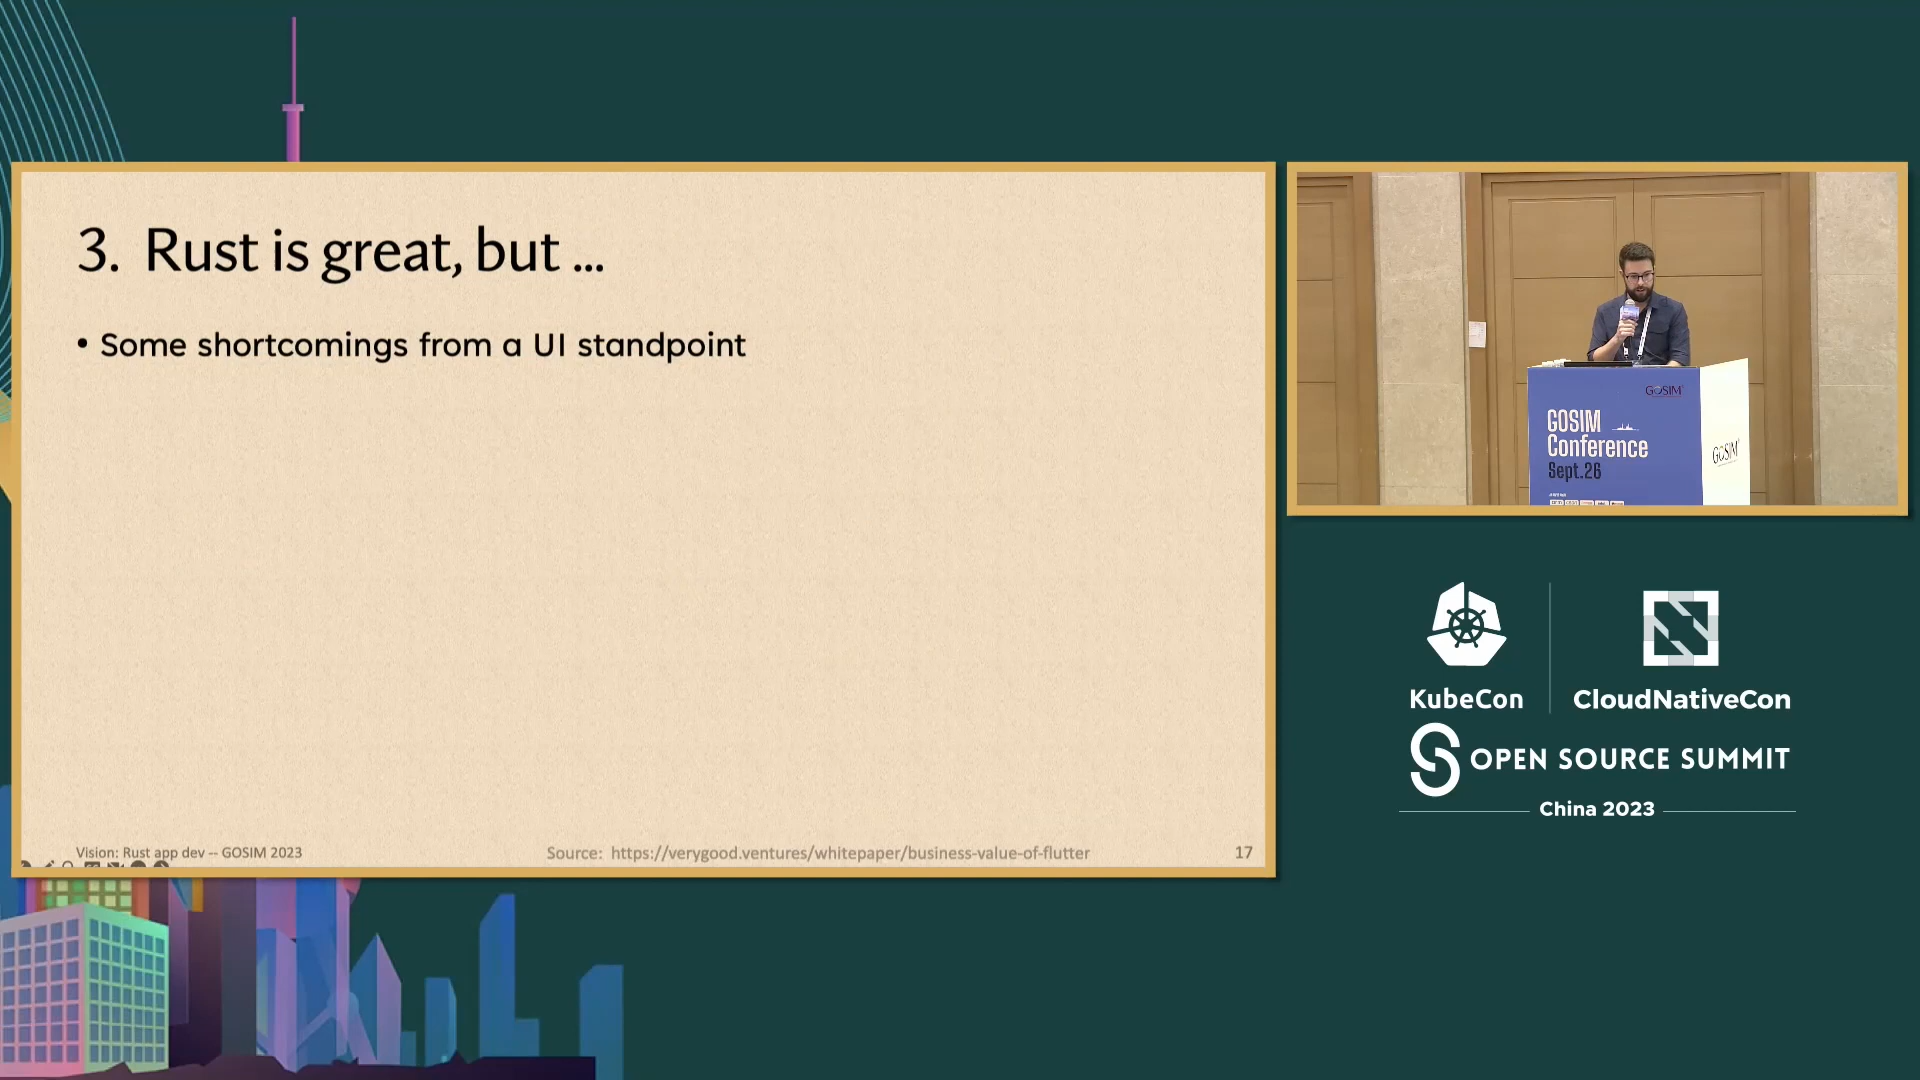 3. Rust is great, but ...
• Some shortcomings from a UI standpoint
Vision: Rust app dev -- GOSIM 2023
Source: https://verygood.ventures/whitepaper/business-value-of-flutter
17
GOSIM
GOSIM
Conference
Sept.26
GOSIM
KubeCon
CloudNativeCon
OPEN SOURCE SUMMIT
China 2023